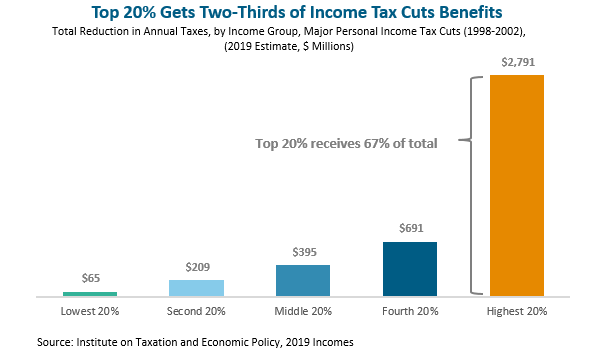 Top 20% Gets Two-Thirds of Income Tax Cuts Benefits
Total Reduction in Annual Taxes, by Income Group, Major Personal Income Tax Cuts (1998-2002),
(2019 Estimate, $ Millions)
$2,791
Top 20% receives 67% of total
$691
$395
$209
$65
Lowest 20%
Second 20%
Middle 20%
Fourth 20%
Highest 20%
Source: Institute on Taxation and Economic Policy, 2019 Incomes